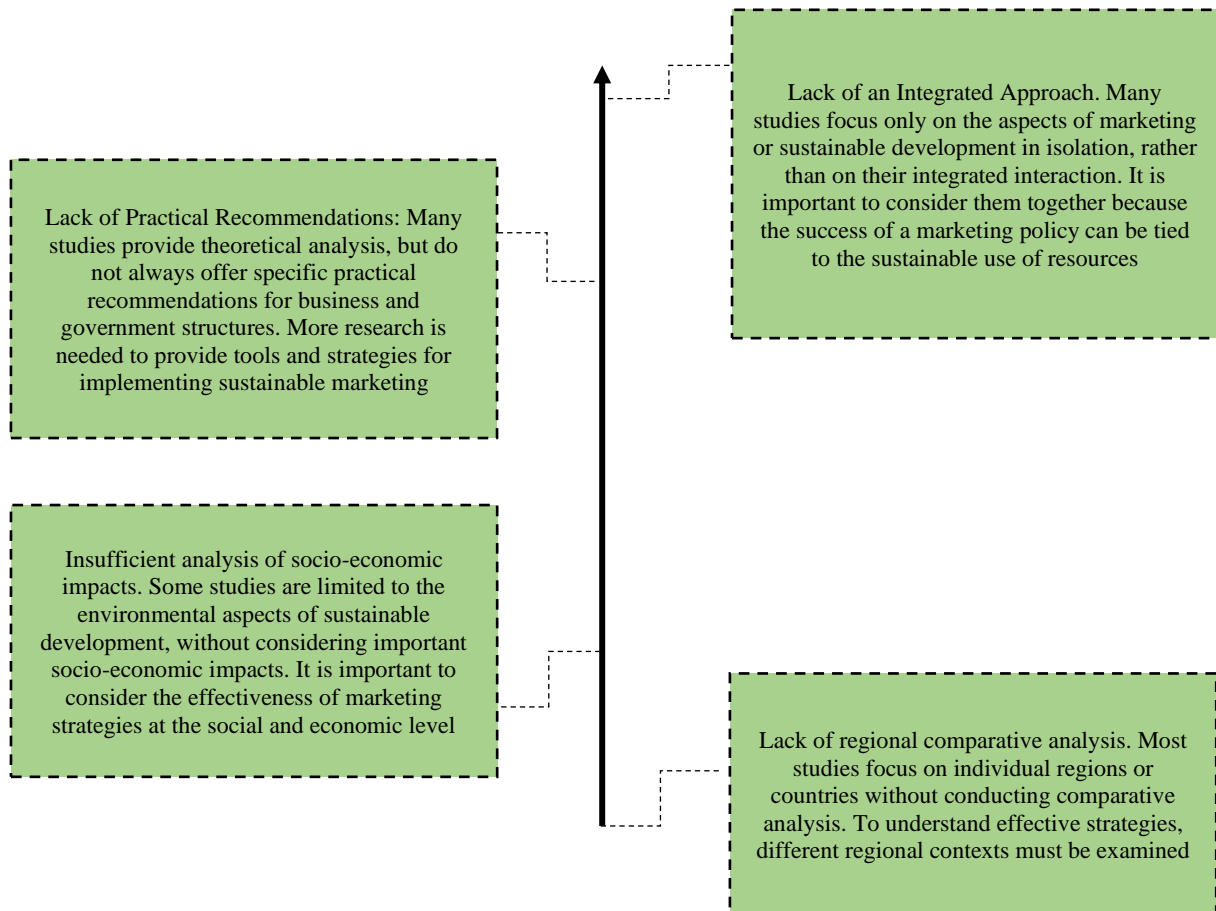 Lack of an Integrated Approach. Many
studies focus only on the aspects of marketing
or sustainable development in isolation, rather
than on their integrated interaction. It is
important to consider them together because
the success of a marketing policy can be tied
to the sustainable use of resources
Lack of Practical Recommendations: Many
studies provide theoretical analysis, but do
not always offer specific practical
recommendations for business and
government structures. More research is
needed to provide tools and strategies for
implementing sustainable marketing
Insufficient analysis of socio-economic
impacts. Some studies are limited to the
environmental aspects of sustainable
development, without considering important
socio-economic impacts. It is important to
consider the effectiveness of marketing
strategies at the social and economic level
Lack of regional comparative analysis. Most
studies focus on individual regions or
countries without conducting comparative
analysis. To understand effective strategies,
different regional contexts must be examined